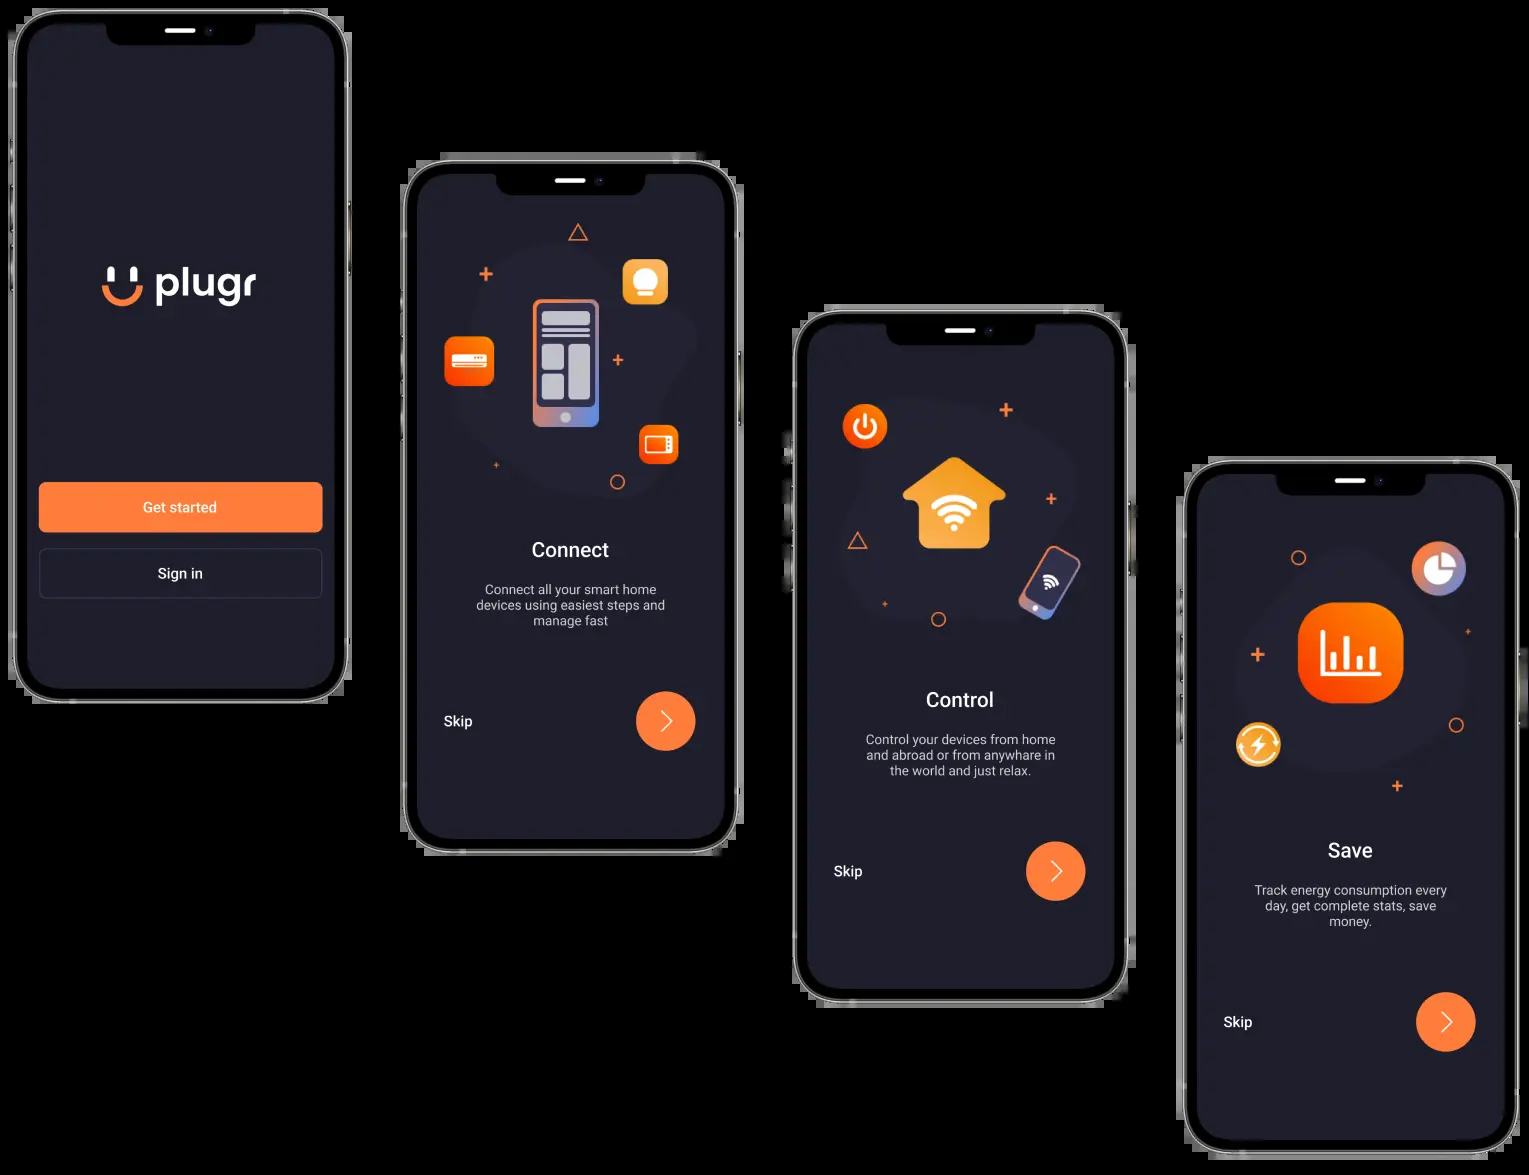 plugr
Get started
Sign in
Connect
Connect all your smart home
devices using easiest steps and
manage fast
Skip
Control
Control your devices from home
and abroad or from anywhare in
the world and just relax.
Skip
Save
Track energy consumption every
day, get complete stats, save
money.
Skip